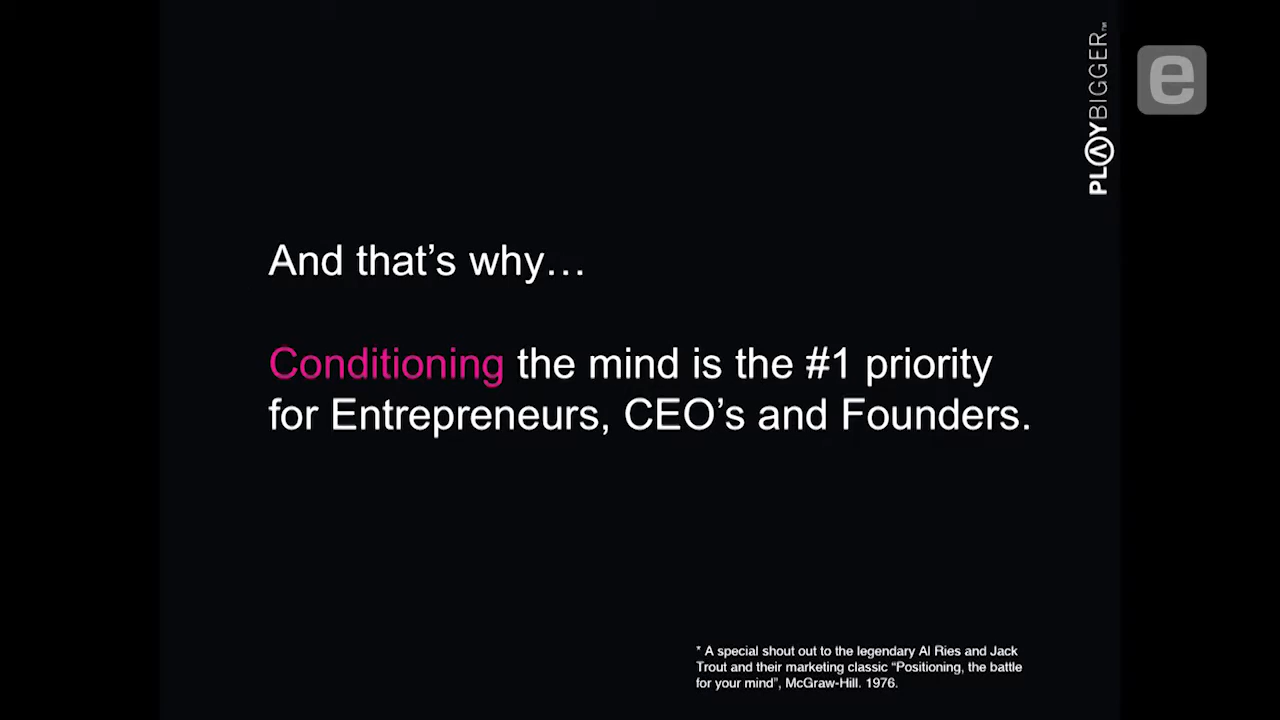 PLAYBIGGER™
e
And that's why…
Conditioning the mind is the #1 priority
for Entrepreneurs, CEO's and Founders.
* A special shout out to the legendary Al Ries and Jack
Trout and their marketing classic “Positioning, the battle
for your mind”, McGraw-Hill. 1976.